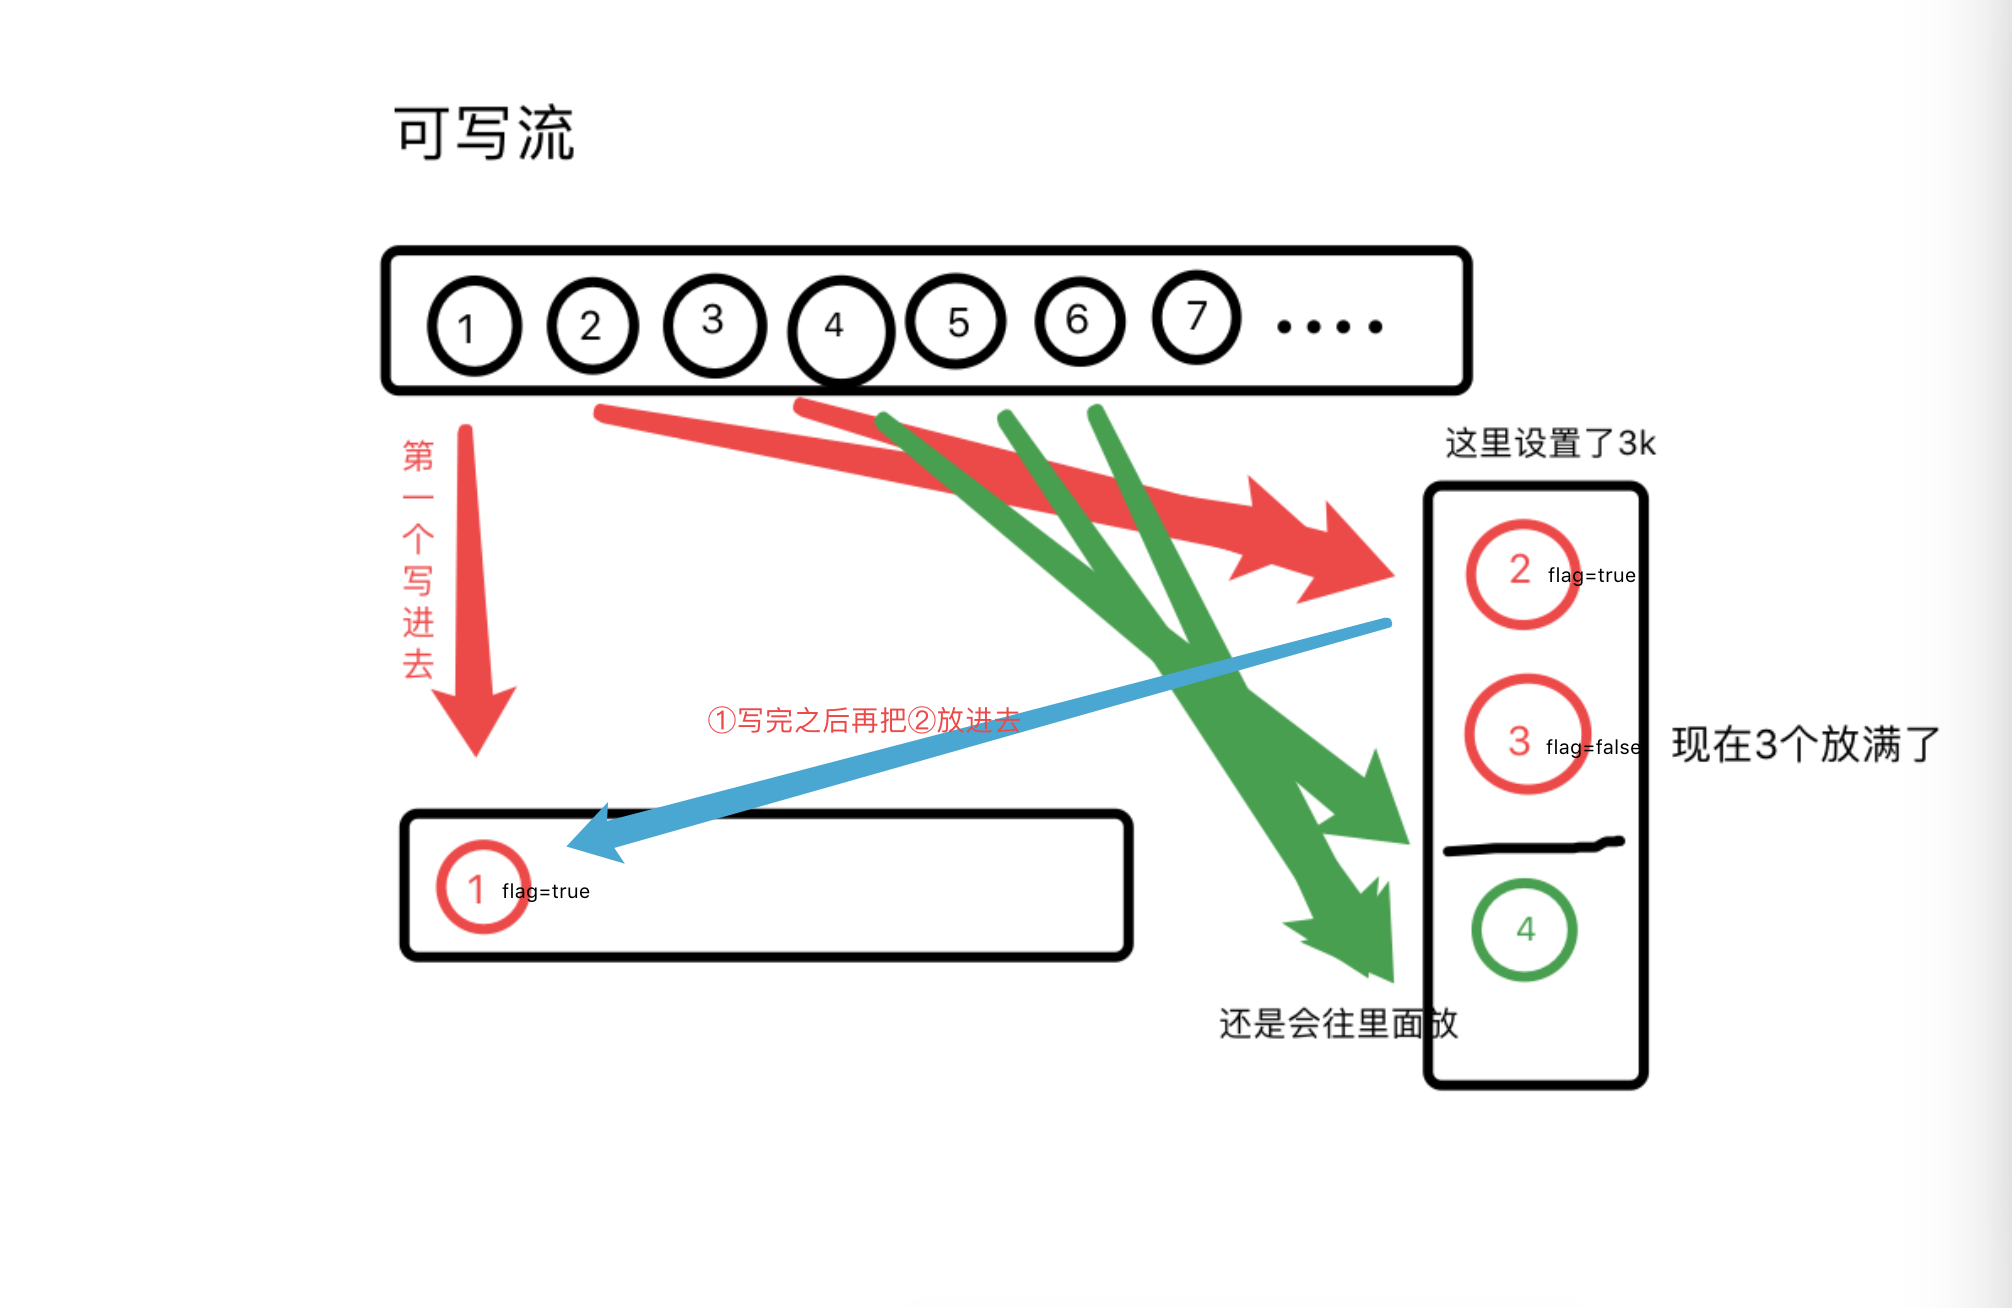 可写流
1 2 3 4 5 6 7 ....
这里设置了3k
第一个写进去
2 flag=true
①写完之后再把②放进去
3 flag=false
现在3个放满了
1 flag=true
4
还是会往里面放